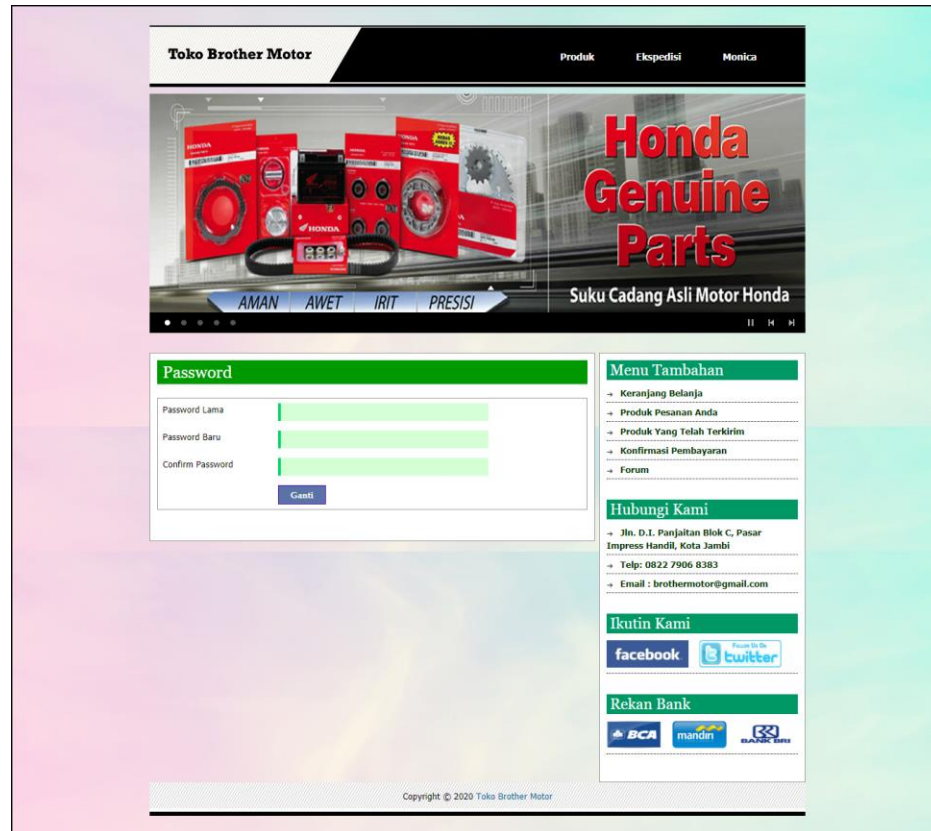 Toko Brother Motor
Produk Ekspedisi Monica
Honda
Genuine
Parts
HONDA
AMAN AWET IRIT PRESISI
Suku Cadang Asli Motor Honda
Password
Password Lama
Password Baru
Confirm Password
Ganti
Menu Tambahan
Keranjang Belanja
Produk Pesanan Anda
Produk Yang Telah Terkirim
Konfirmasi Pembayaran
Forum
Hubungi Kami
Jln. D.I. Panjaitan Blok C, Pasar
Impress Handil, Kota Jambi
Telp: 0822 7906 8383
Email : brothermotor@gmail.com
Ikutin Kami
facebook
Follow Us On
twitter
Rekan Bank
BCA
mandiri
BANK BRI
Copyright © 2020 Toko Brother Motor